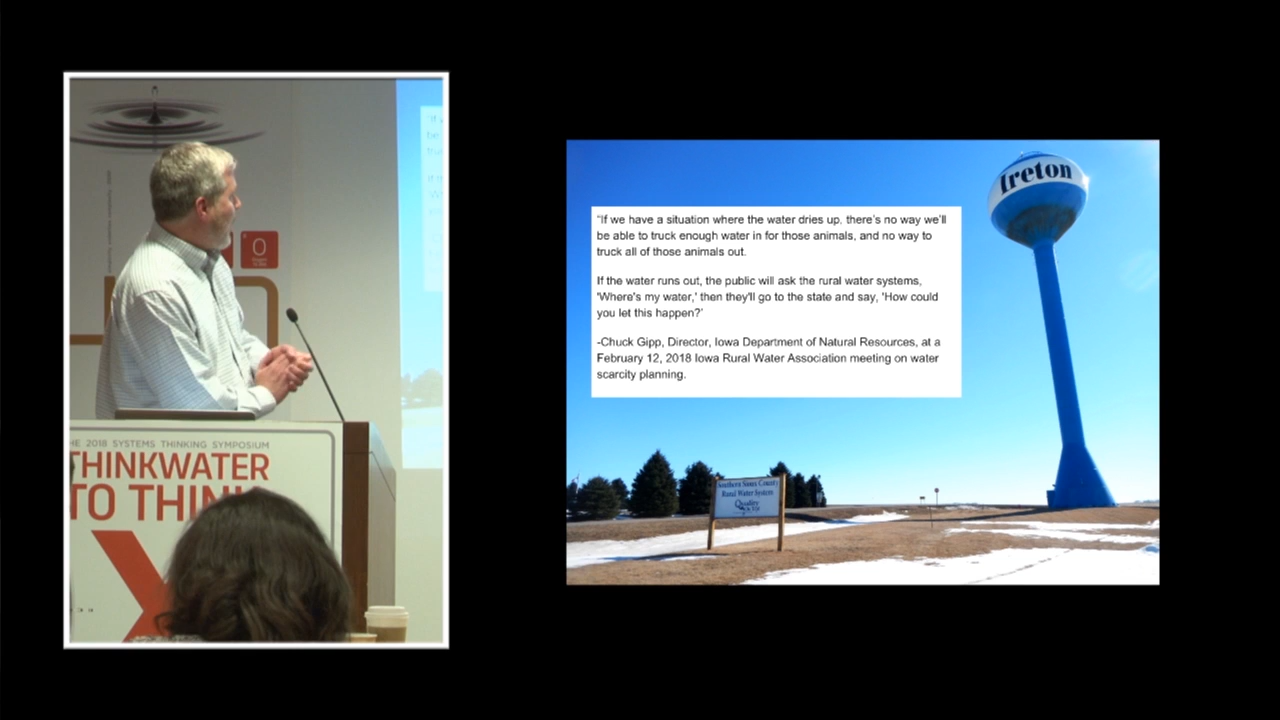 O
THE 2018 SYSTEMS THINKING SYMPOSIUM
THINKWATER
TO THINK
X
Ireton
"If we have a situation where the water dries up, there's no way we'll
be able to truck enough water in for those animals, and no way to
truck all of those animals out.
If the water runs out, the public will ask the rural water systems,
'Where's my water,' then they'll go to the state and say, 'How could
you let this happen?'
-Chuck Gipp, Director, Iowa Department of Natural Resources, at a
February 12, 2018 Iowa Rural Water Association meeting on water
scarcity planning.
Southern Sioux County
Rural Water System
Quality